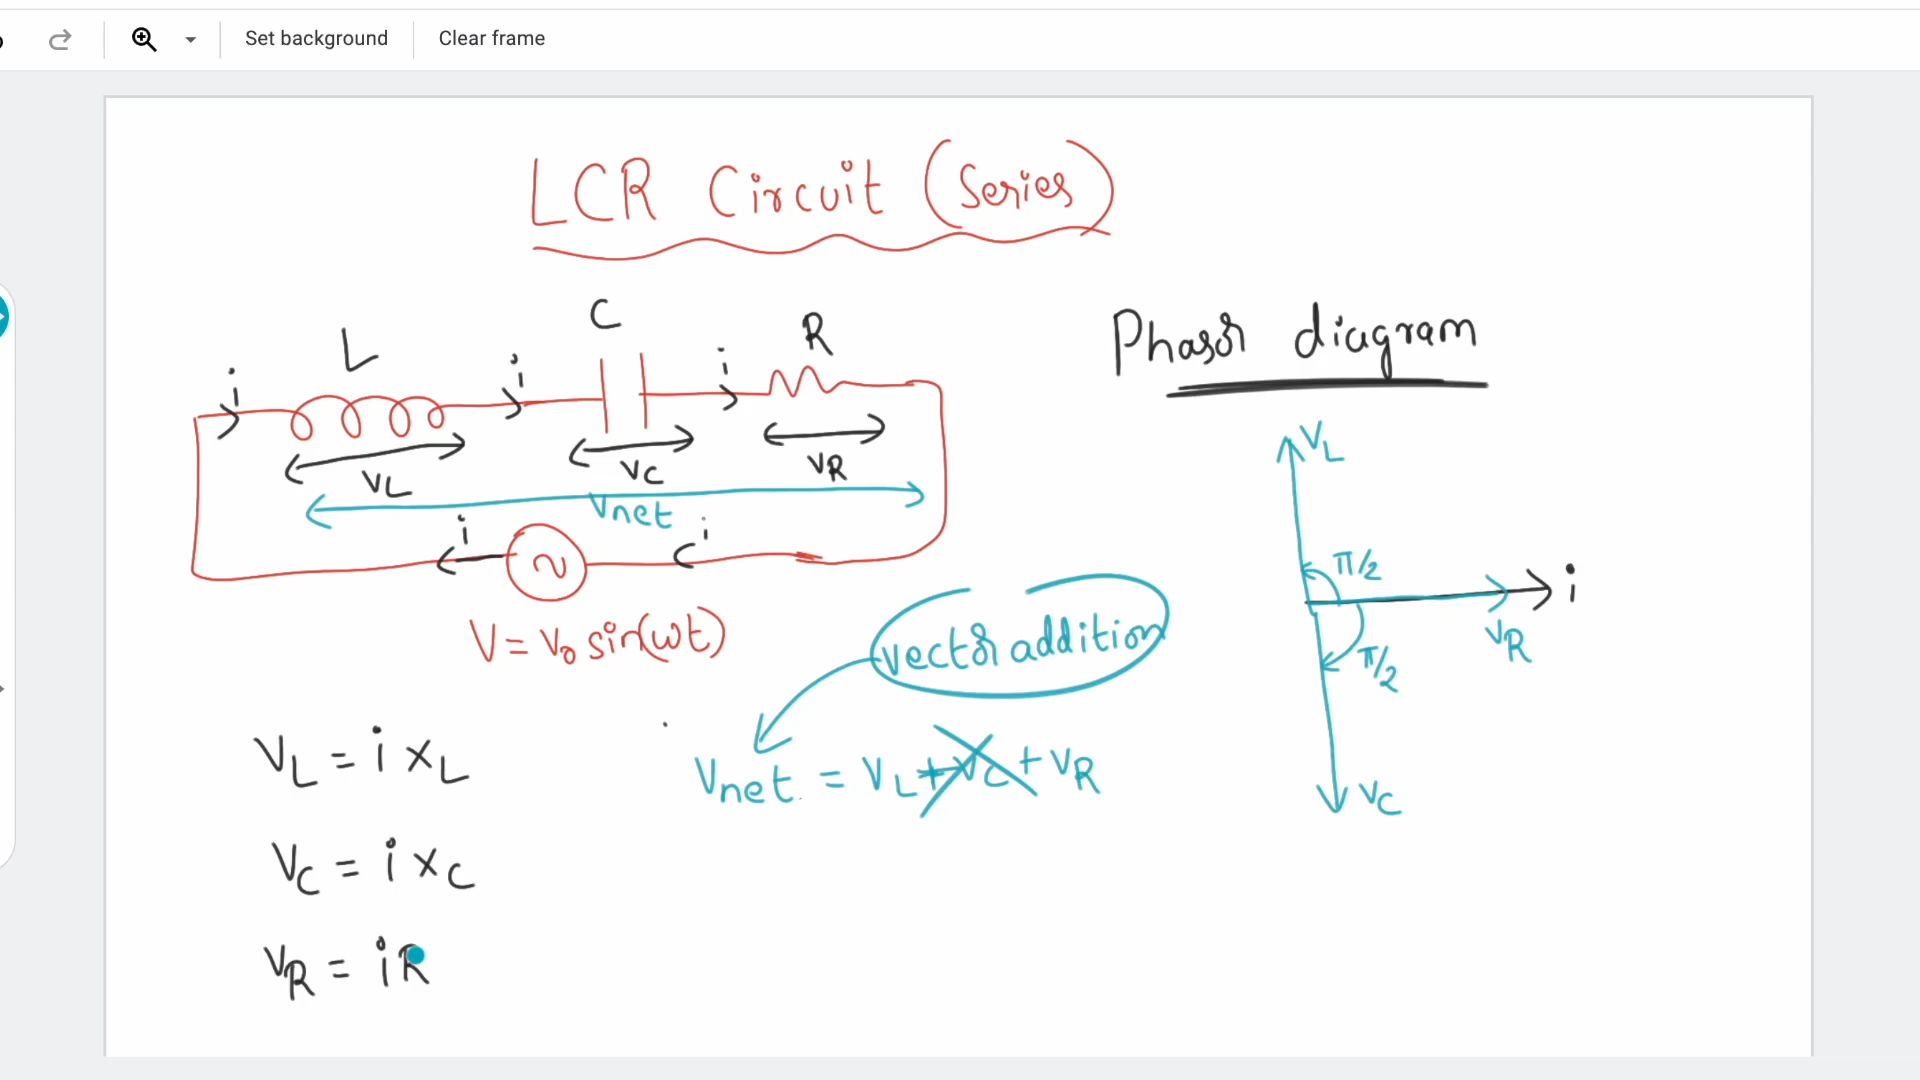 Set background
Clear frame
LCR Circuit (Series)
L
C
R
i
i
i
VL
VC
VR
Vnet
i
i
V = V₀ sin(ωt)
Phasor diagram
VL
π/2
i
VR
π/2
VC
vector addition
Vnet = VL + VC + VR
VL = i XL
VC = i XC
VR = i R